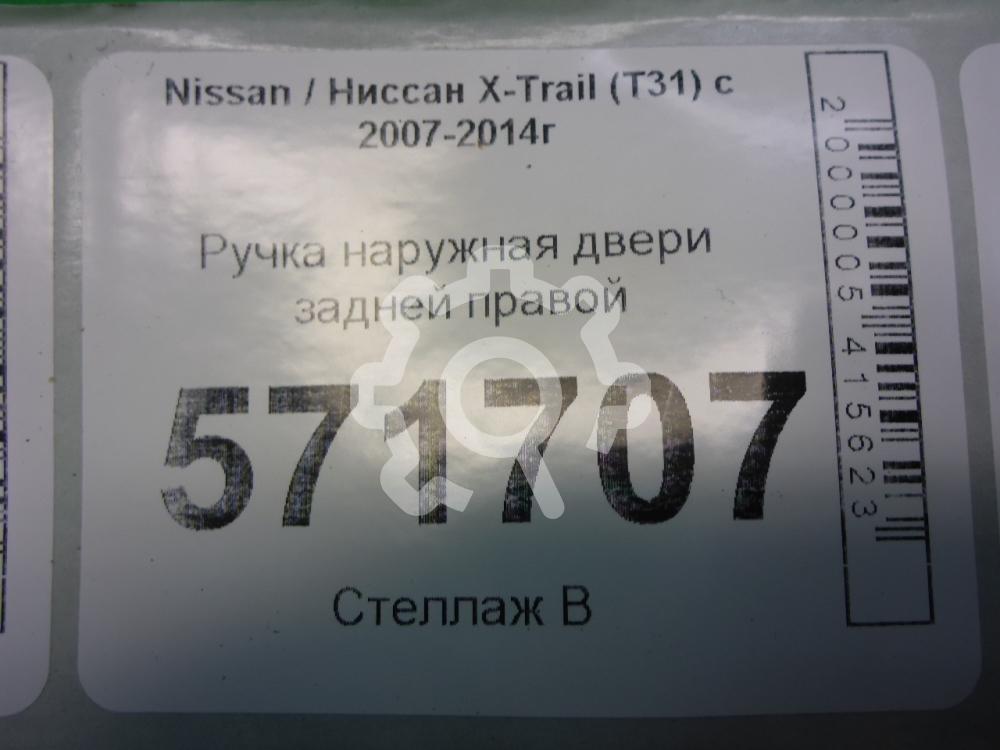 Nissan / Ниссан X-Trail (T31) с
2007-2014г
Ручка наружная двери
задней правой
571707
Стеллаж В
2000005415623